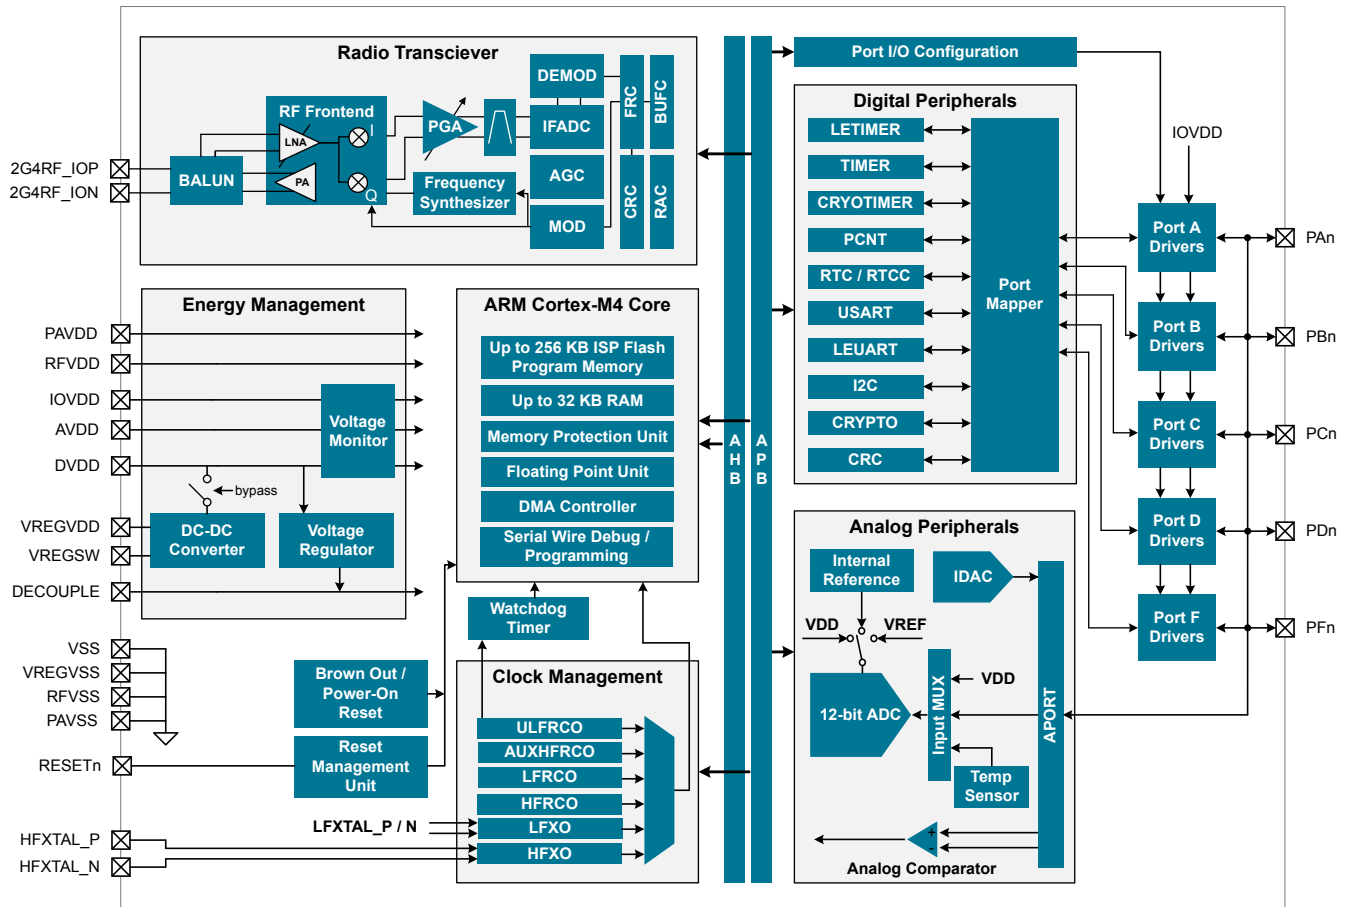 Radio Transciever
RF Frontend
LNA
I
PA
Q
BALUN
2G4RF_IOP
2G4RF_ION
PGA
Frequency
Synthesizer
DEMOD
IFADC
AGC
MOD
FRC
BUFC
CRC
RAC
Energy Management
PAVDD
RFVDD
IOVDD
AVDD
DVDD
VREGVDD
VREGSW
DECOUPLE
Voltage
Monitor
bypass
DC-DC
Converter
Voltage
Regulator
VSS
VREGVSS
RFVSS
PAVSS
RESETn
HFXTAL_P
HFXTAL_N
Brown Out /
Power-On
Reset
Reset
Management
Unit
LFXTAL_P / N
ARM Cortex-M4 Core
Up to 256 KB ISP Flash
Program Memory
Up to 32 KB RAM
Memory Protection Unit
Floating Point Unit
DMA Controller
Serial Wire Debug /
Programming
Watchdog
Timer
Clock Management
ULFRCO
AUXHFRCO
LFRCO
HFRCO
LFXO
HFXO
A
H
B
A
P
B
Port I/O Configuration
Digital Peripherals
LETIMER
TIMER
CRYOTIMER
PCNT
RTC / RTCC
USART
LEUART
I2C
CRYPTO
CRC
Port
Mapper
Analog Peripherals
Internal
Reference
IDAC
VDD
VREF
12-bit ADC
Input MUX
VDD
Temp
Sensor
APORT
+
-
Analog Comparator
IOVDD
Port A
Drivers
Port B
Drivers
Port C
Drivers
Port D
Drivers
Port F
Drivers
PAn
PBn
PCn
PDn
PFn